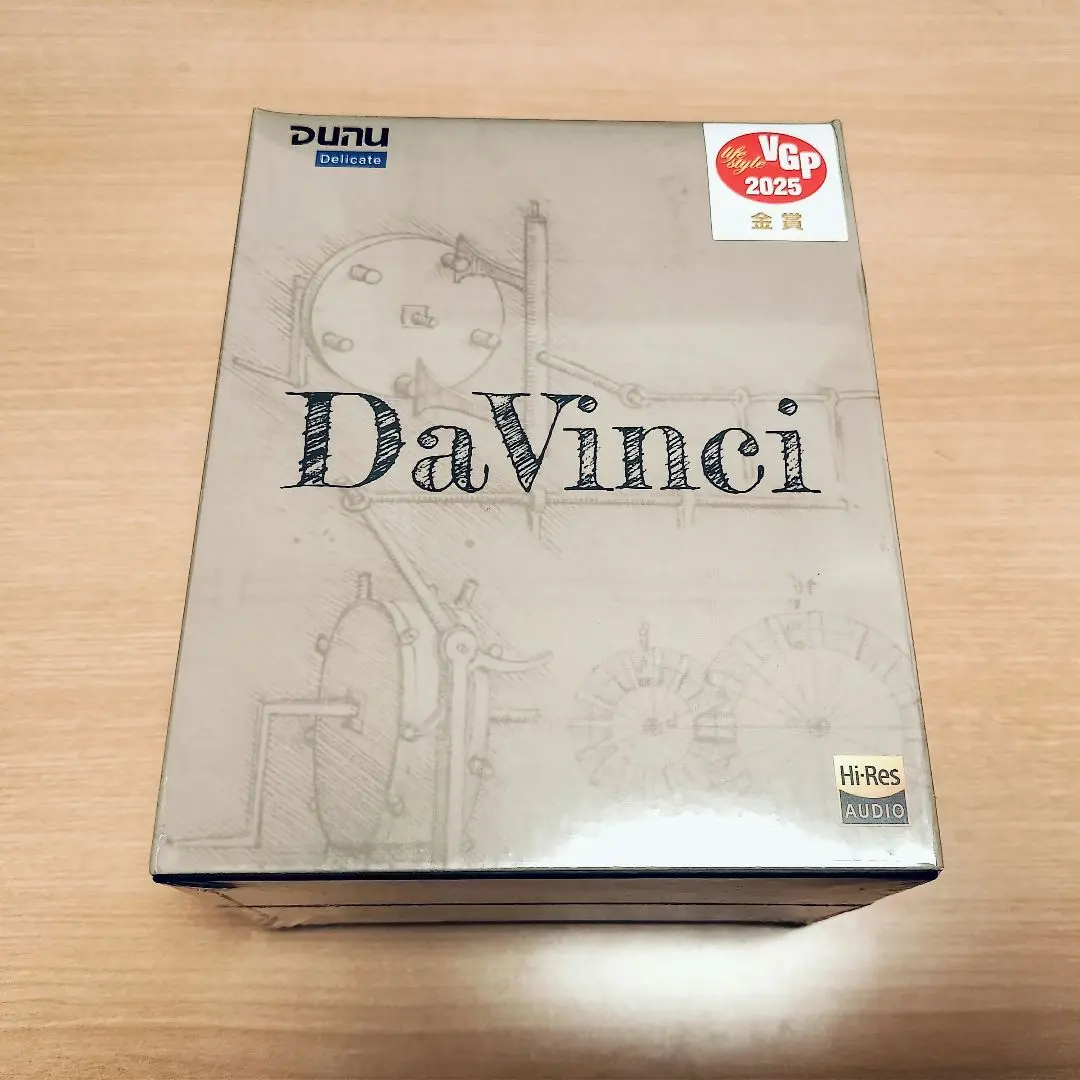 DUNU
Delicate
life style VGP
2025
金賞
DaVinci
Hi-Res
AUDIO